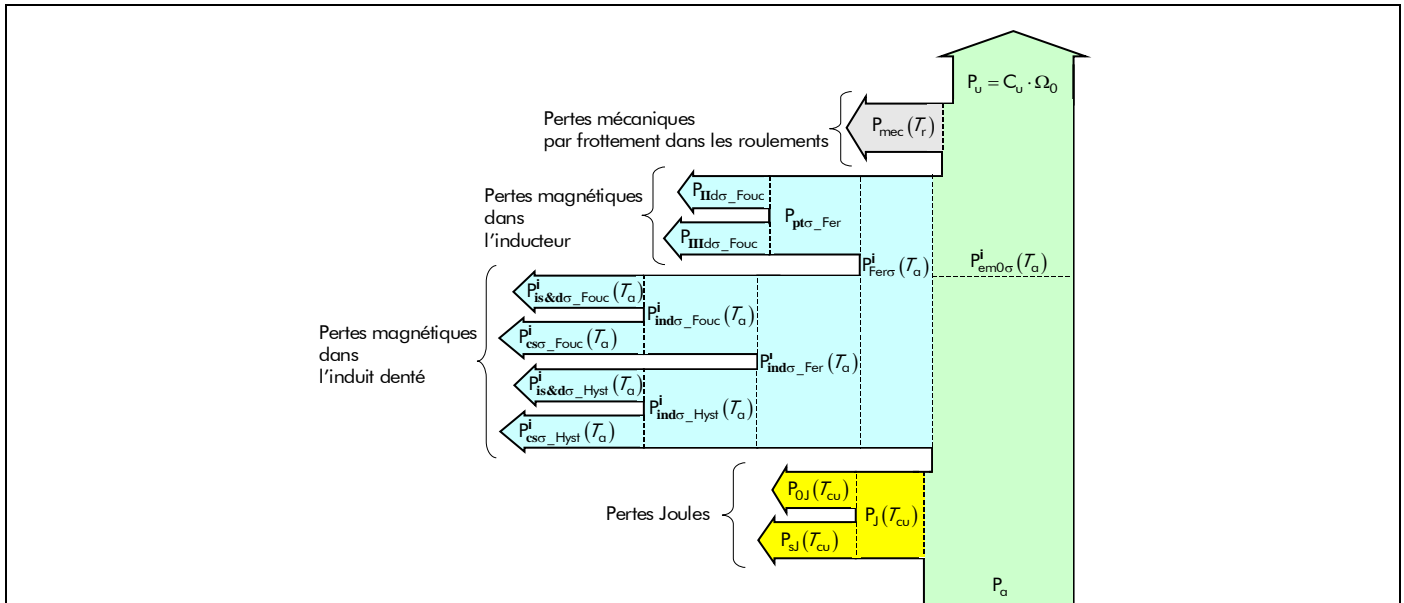 P_u = C_u · Ω_0
Pertes mécaniques
par frottement dans les roulements
P_mec (T_r)
Pertes magnétiques
dans
l'inducteur
P_IIdσ_Fouc
P_IIIdσ_Fouc
P_ptσ_Fer
P^i_Ferσ (T_a)
P^i_em0σ (T_a)
Pertes magnétiques
dans
l'induit denté
P^i_is&dσ_Fouc (T_a)
P^i_csσ_Fouc (T_a)
P^i_indσ_Fouc (T_a)
P^i_indσ_Fer (T_a)
P^i_is&dσ_Hyst (T_a)
P^i_csσ_Hyst (T_a)
P^i_indσ_Hyst (T_a)
Pertes Joules
P_0J (T_cu)
P_sJ (T_cu)
P_J (T_cu)
P_a